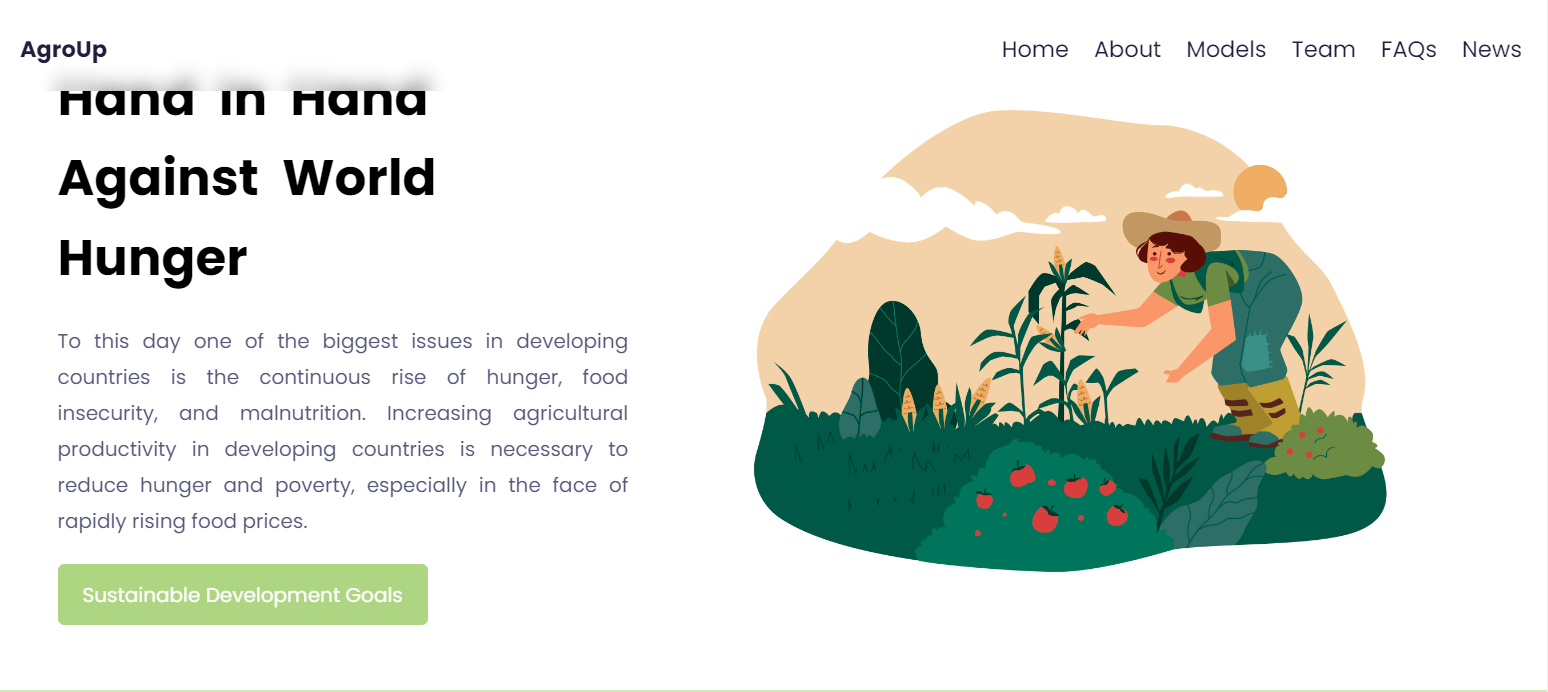 AgroUp
Home About Models Team FAQs News
Hand in Hand
Against World
Hunger
To this day one of the biggest issues in developing
countries is the continuous rise of hunger, food
insecurity, and malnutrition. Increasing agricultural
productivity in developing countries is necessary to
reduce hunger and poverty, especially in the face of
rapidly rising food prices.
Sustainable Development Goals